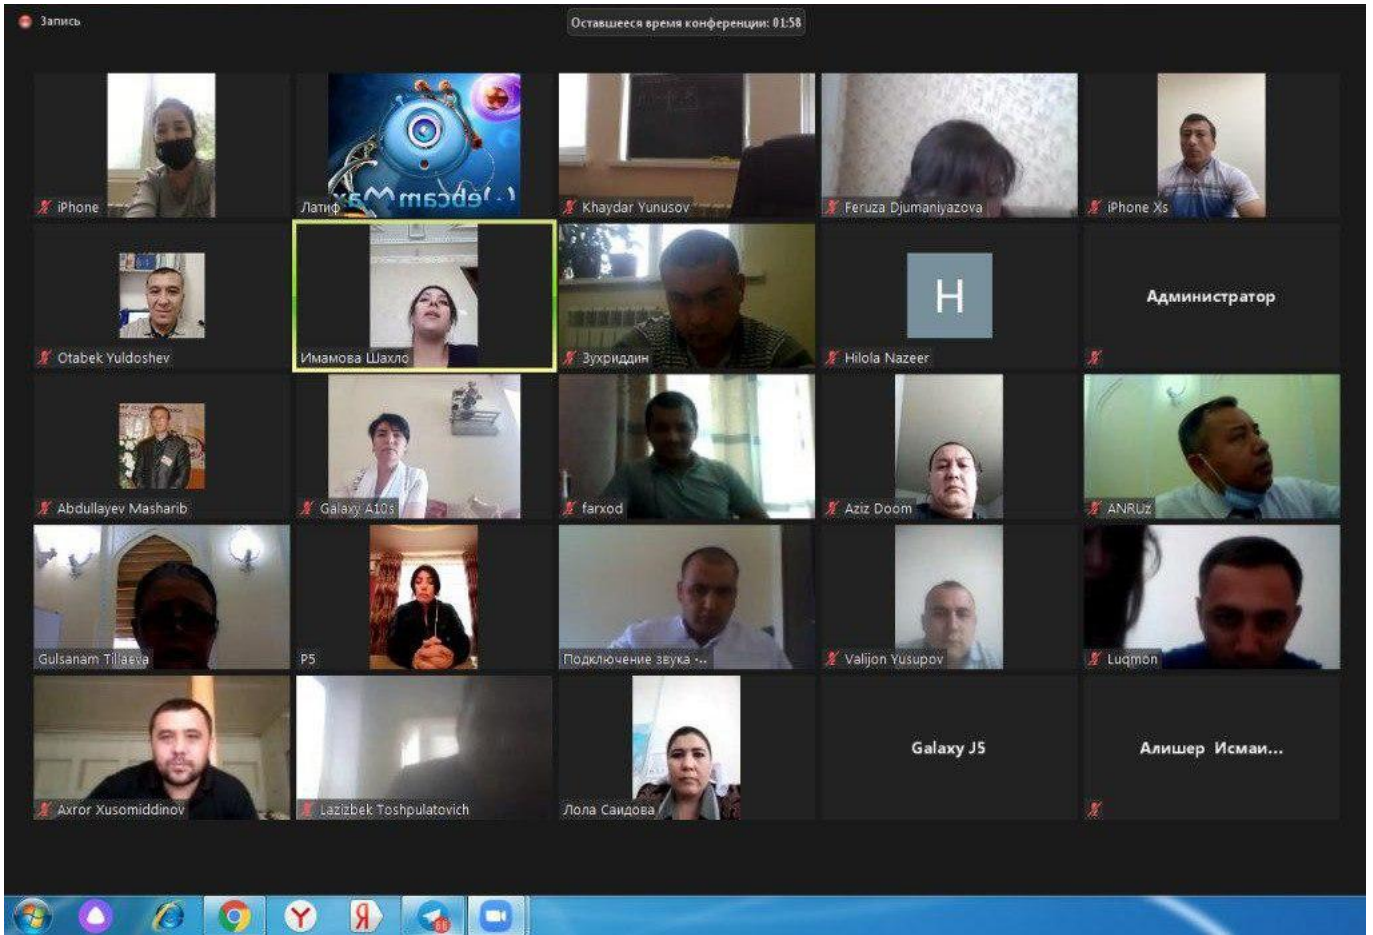 Запись
Оставшееся время конференции: 01:58
iPhone
Латиф
WebcamMax
Khaydar Yunusov
Feruza Djumaniyazova
iPhone Xs
Otabek Yuldoshev
Имамова Шахло
Зухриддин
H
Hilola Nazeer
Администратор
Abdullayev Masharib
Galaxy A10s
farxod
Aziz Doom
ANRUz
Gulsanam Tillaeva
P5
Подключение звука -..
Valijon Yusupov
Luqmon
Axror Xusomiddinov
Lazizbek Toshpulatovich
Лола Саидова
Galaxy J5
Алишер Исмаи...